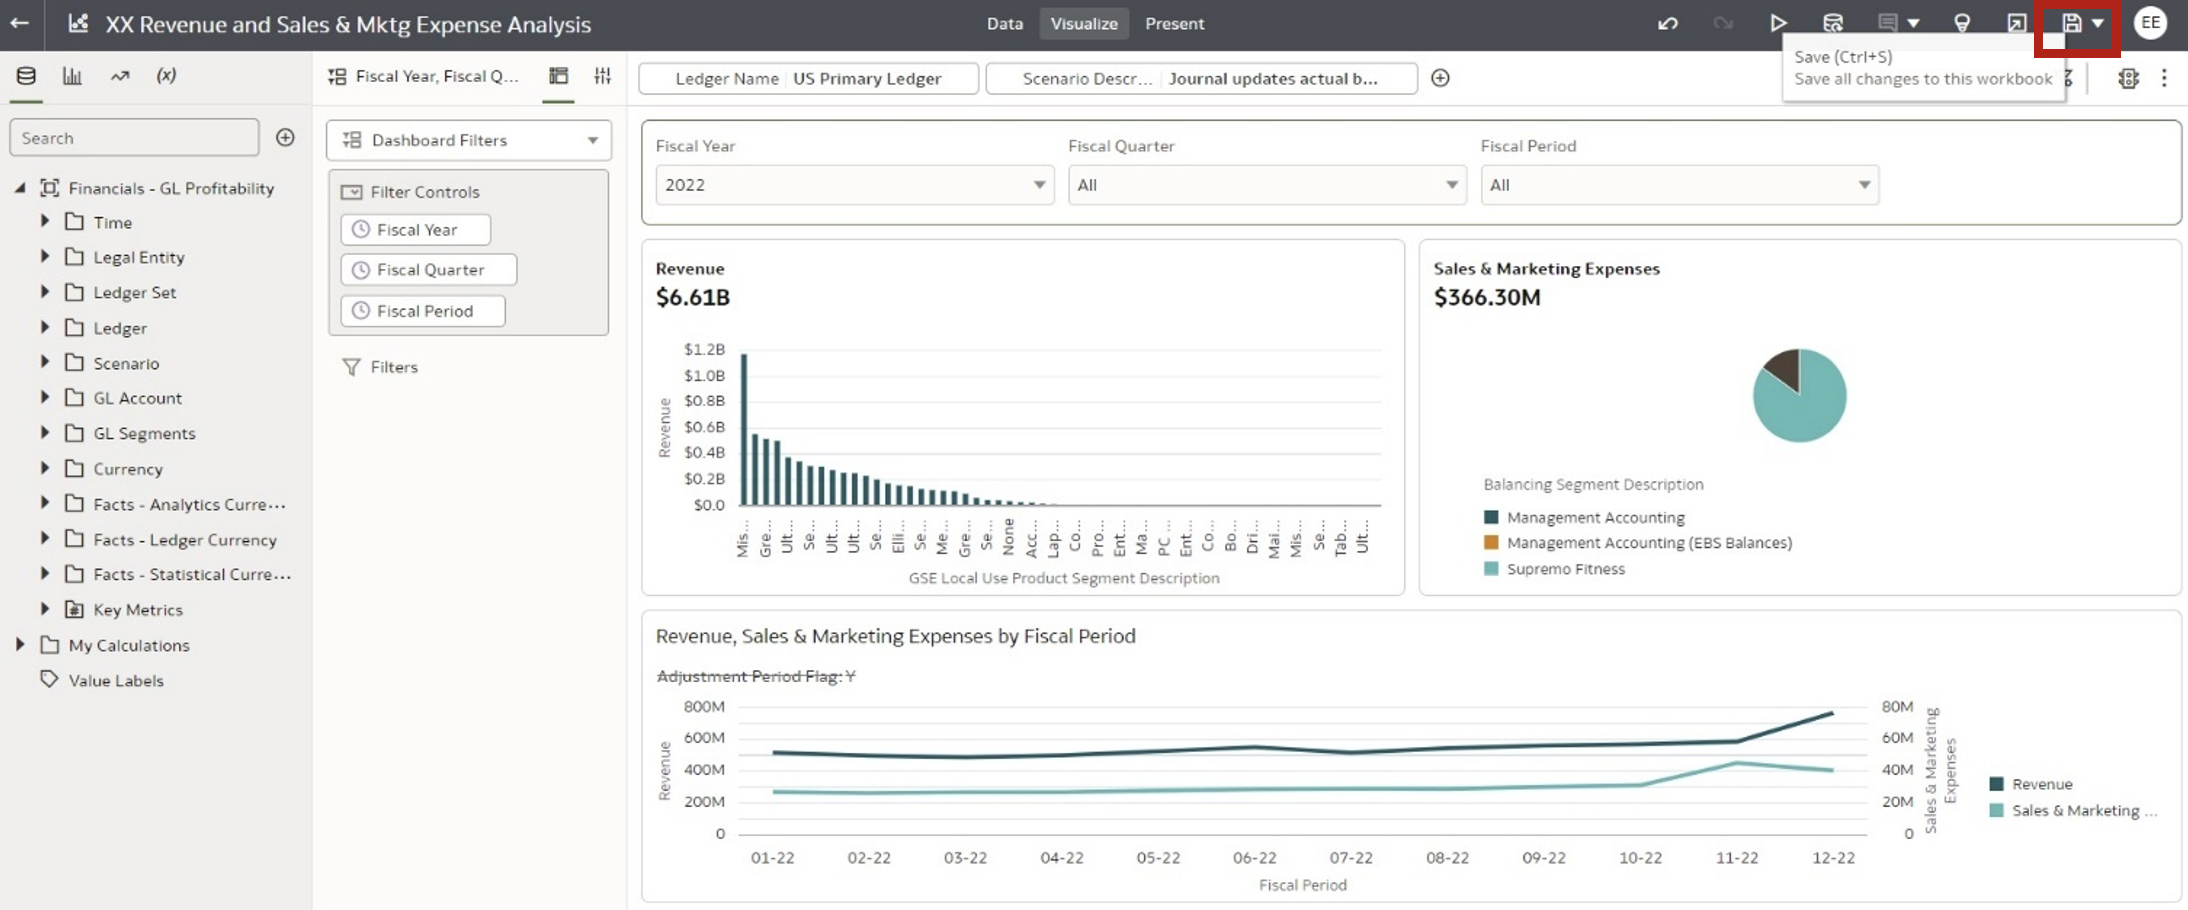 XX Revenue and Sales & Mktg Expense Analysis
Data
Visualize
Present
EE
Save (Ctrl+S)
Save all changes to this workbook
(x)
Fiscal Year, Fiscal Q...
Ledger Name US Primary Ledger
Scenario Descr... Journal updates actual b...
Search
Financials - GL Profitability
Time
Legal Entity
Ledger Set
Ledger
Scenario
GL Account
GL Segments
Currency
Facts - Analytics Curre...
Facts - Ledger Currency
Facts - Statistical Curre...
Key Metrics
My Calculations
Value Labels
Dashboard Filters
Filter Controls
Fiscal Year
Fiscal Quarter
Fiscal Period
Filters
Fiscal Year
2022
Fiscal Quarter
All
Fiscal Period
All
Revenue
$6.61B
Revenue
$1.2B
$1.0B
$0.8B
$0.6B
$0.4B
$0.2B
$0.0
Mis...
Gre...
Ult...
Se...
Ult...
Ult...
Se...
Elli...
Se...
Me...
Gre...
Se...
None
Acc...
Lap...
Co...
Pro...
Ent...
Ma...
PC ...
Ent...
Co...
Bo...
Dri...
Mai...
Mis...
Se...
Tab...
Ult...
GSE Local Use Product Segment Description
Sales & Marketing Expenses
$366.30M
Balancing Segment Description
Management Accounting
Management Accounting (EBS Balances)
Supremo Fitness
Revenue, Sales & Marketing Expenses by Fiscal Period
Adjustment Period Flag: Y
Revenue
800M
600M
400M
200M
0
80M
60M
40M
20M
0
Sales & Marketing
Expenses
01-22
02-22
03-22
04-22
05-22
06-22
07-22
08-22
09-22
10-22
11-22
12-22
Fiscal Period
Revenue
Sales & Marketing ...